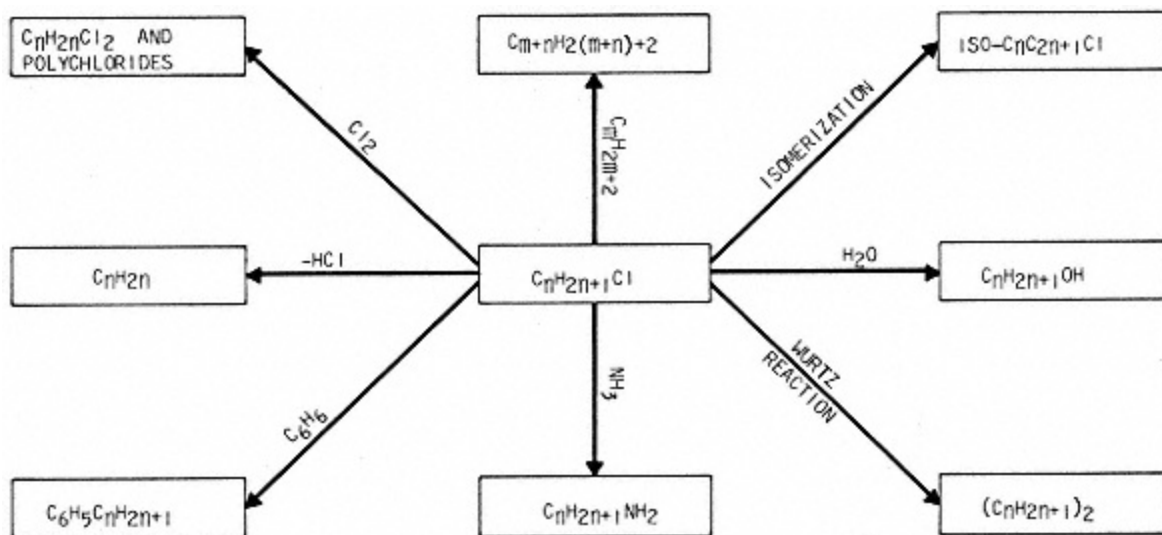 CnH2nCl2 AND
POLYCHLORIDES
Cm+nH2(m+n)+2
ISO-CnC2n+1Cl
Cl2
CmH2m+2
ISOMERIZATION
-HCl
H2O
CnH2n
CnH2n+1Cl
CnH2n+1OH
C6H6
NH3
WURTZ
REACTION
C6H5CnH2n+1
CnH2n+1NH2
(CnH2n+1)2